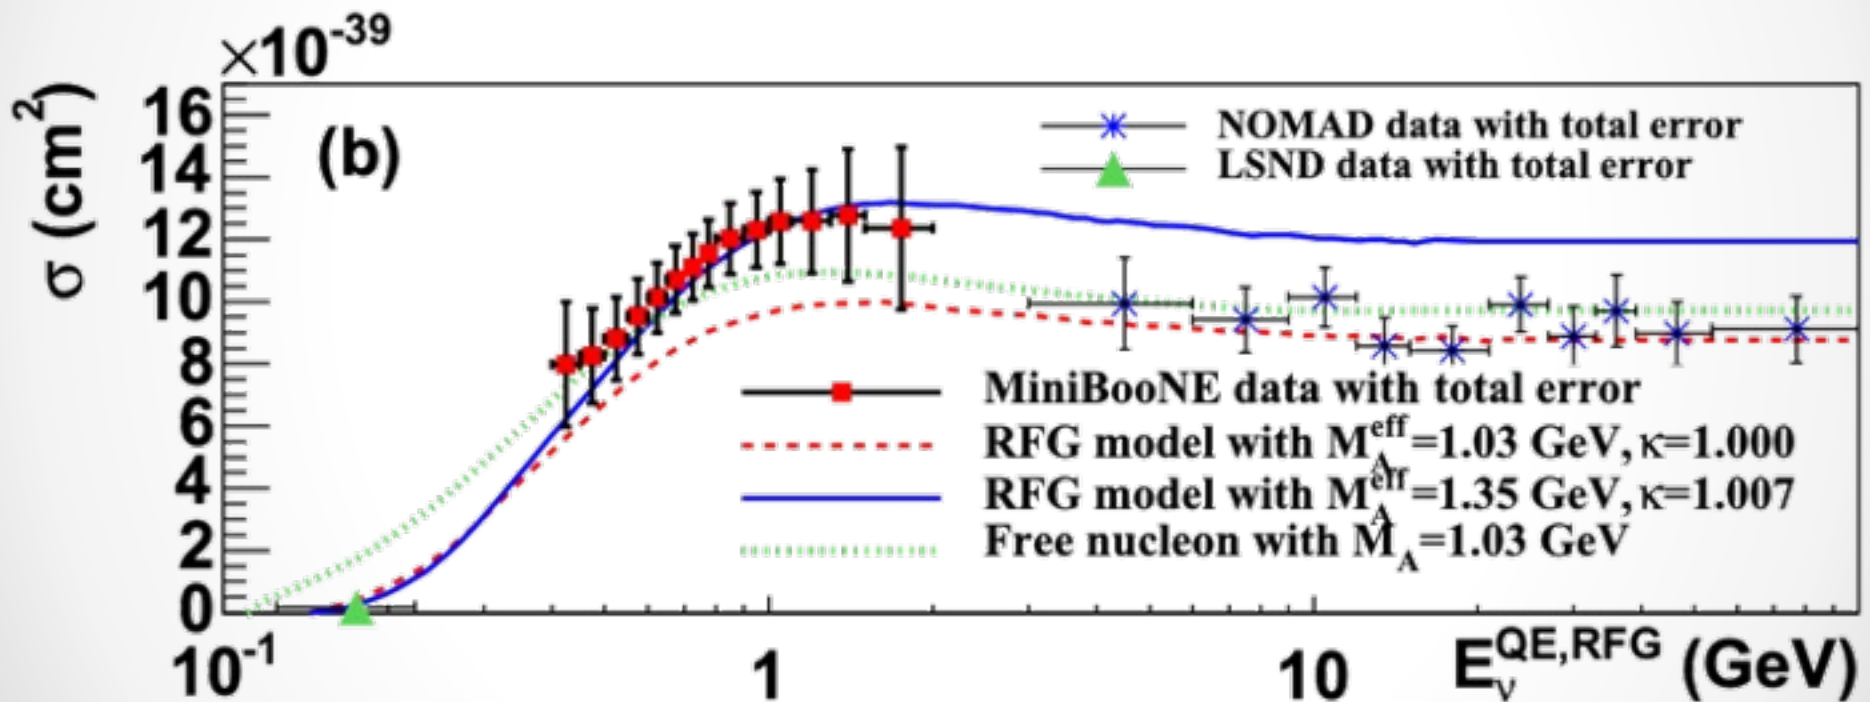 ×10⁻³⁹
σ (cm²)
16
14
12
10
8
6
4
2
0
(b)
NOMAD data with total error
LSND data with total error
MiniBooNE data with total error
RFG model with M_A^eff=1.03 GeV, κ=1.000
RFG model with M_A^eff=1.35 GeV, κ=1.007
Free nucleon with M_A=1.03 GeV
10⁻¹ 1 10 E_ν^QE,RFG (GeV)